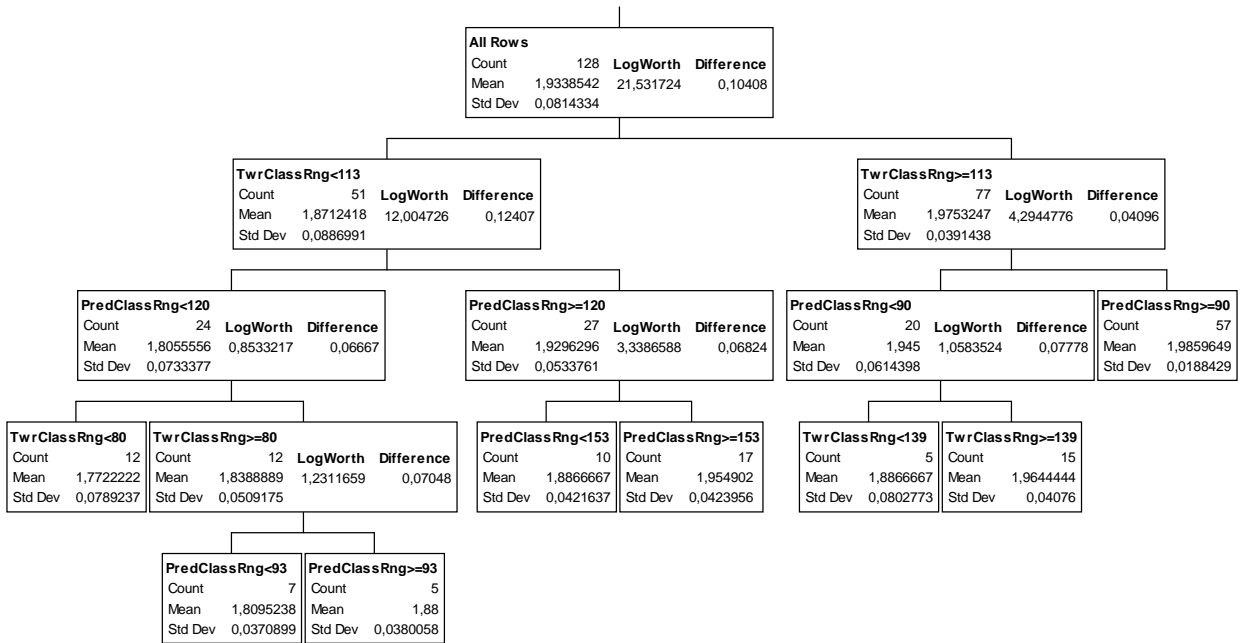 All Rows
Count 128 LogWorth Difference
Mean 1,9338542 21,531724 0,10408
Std Dev 0,0814334
TwrClassRng<113
Count 51 LogWorth Difference
Mean 1,8712418 12,004726 0,12407
Std Dev 0,0886991
TwrClassRng>=113
Count 77 LogWorth Difference
Mean 1,9753247 4,2944776 0,04096
Std Dev 0,0391438
PredClassRng<120
Count 24 LogWorth Difference
Mean 1,8055556 0,8533217 0,06667
Std Dev 0,0733377
PredClassRng>=120
Count 27 LogWorth Difference
Mean 1,9296296 3,3386588 0,06824
Std Dev 0,0533761
PredClassRng<90
Count 20 LogWorth Difference
Mean 1,945 1,0583524 0,07778
Std Dev 0,0614398
PredClassRng>=90
Count 57
Mean 1,9859649
Std Dev 0,0188429
TwrClassRng<80
Count 12
Mean 1,7722222
Std Dev 0,0789237
TwrClassRng>=80
Count 12 LogWorth Difference
Mean 1,8388889 1,2311659 0,07048
Std Dev 0,0509175
PredClassRng<153
Count 10
Mean 1,8866667
Std Dev 0,0421637
PredClassRng>=153
Count 17
Mean 1,954902
Std Dev 0,0423956
TwrClassRng<139
Count 5
Mean 1,8866667
Std Dev 0,0802773
TwrClassRng>=139
Count 15
Mean 1,9644444
Std Dev 0,04076
PredClassRng<93
Count 7
Mean 1,8095238
Std Dev 0,0370899
PredClassRng>=93
Count 5
Mean 1,88
Std Dev 0,0380058